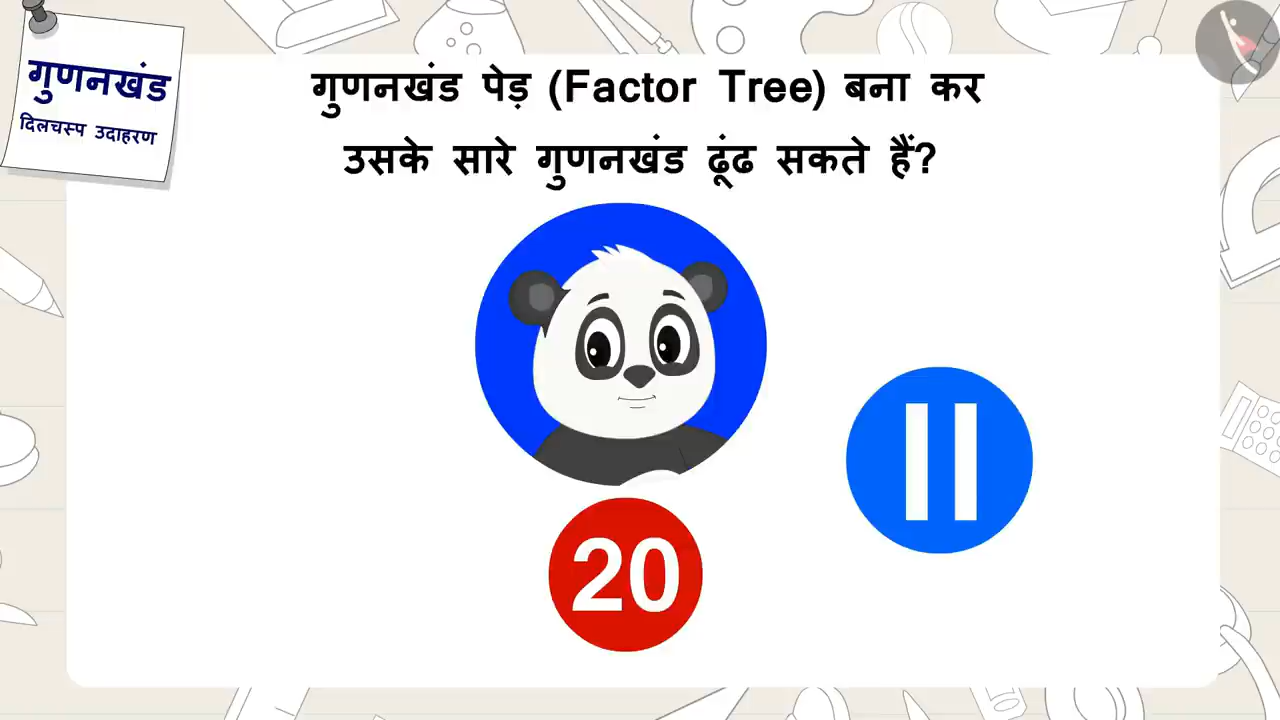 गुणनखंड
दिलचस्प उदाहरण
गुणनखंड पेड़ (Factor Tree) बना कर
उसके सारे गुणनखंड ढूंढ सकते हैं?
20